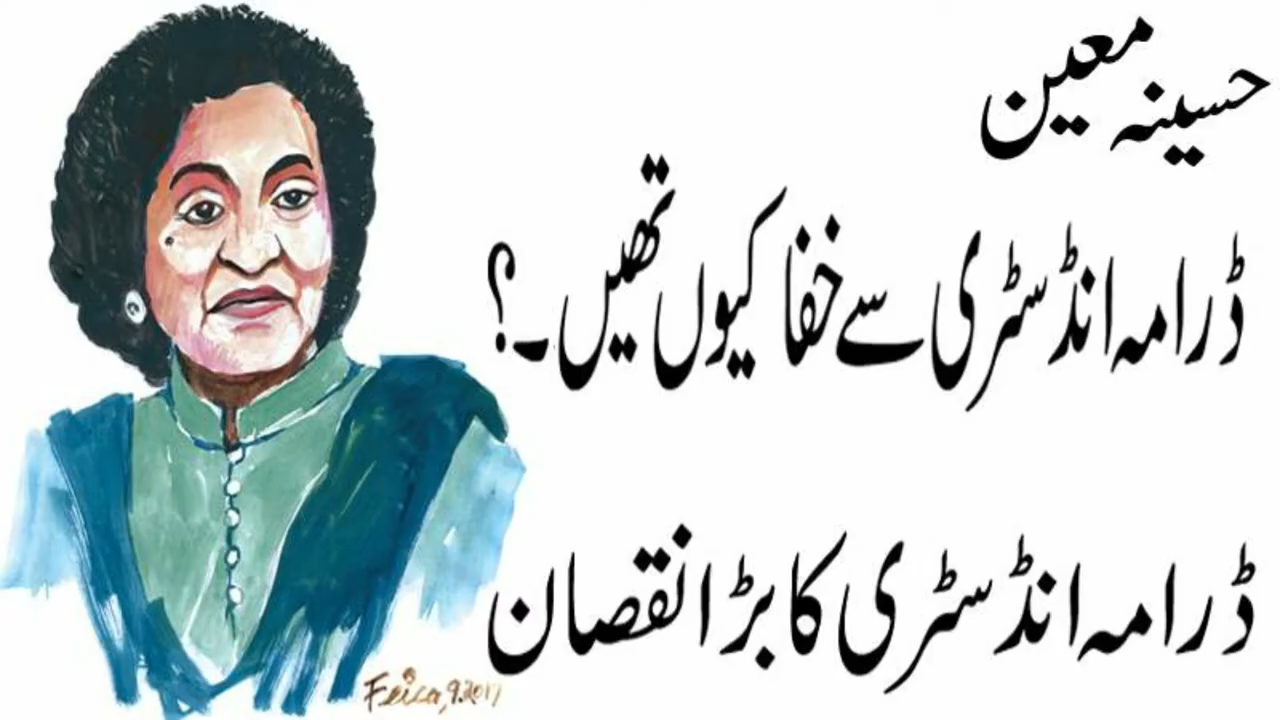 حسینہ معین
ڈرامہ انڈسٹری سے خفا کیوں تھیں۔؟
ڈرامہ انڈسٹری کا بڑا نقصان
Feica, 9.2017